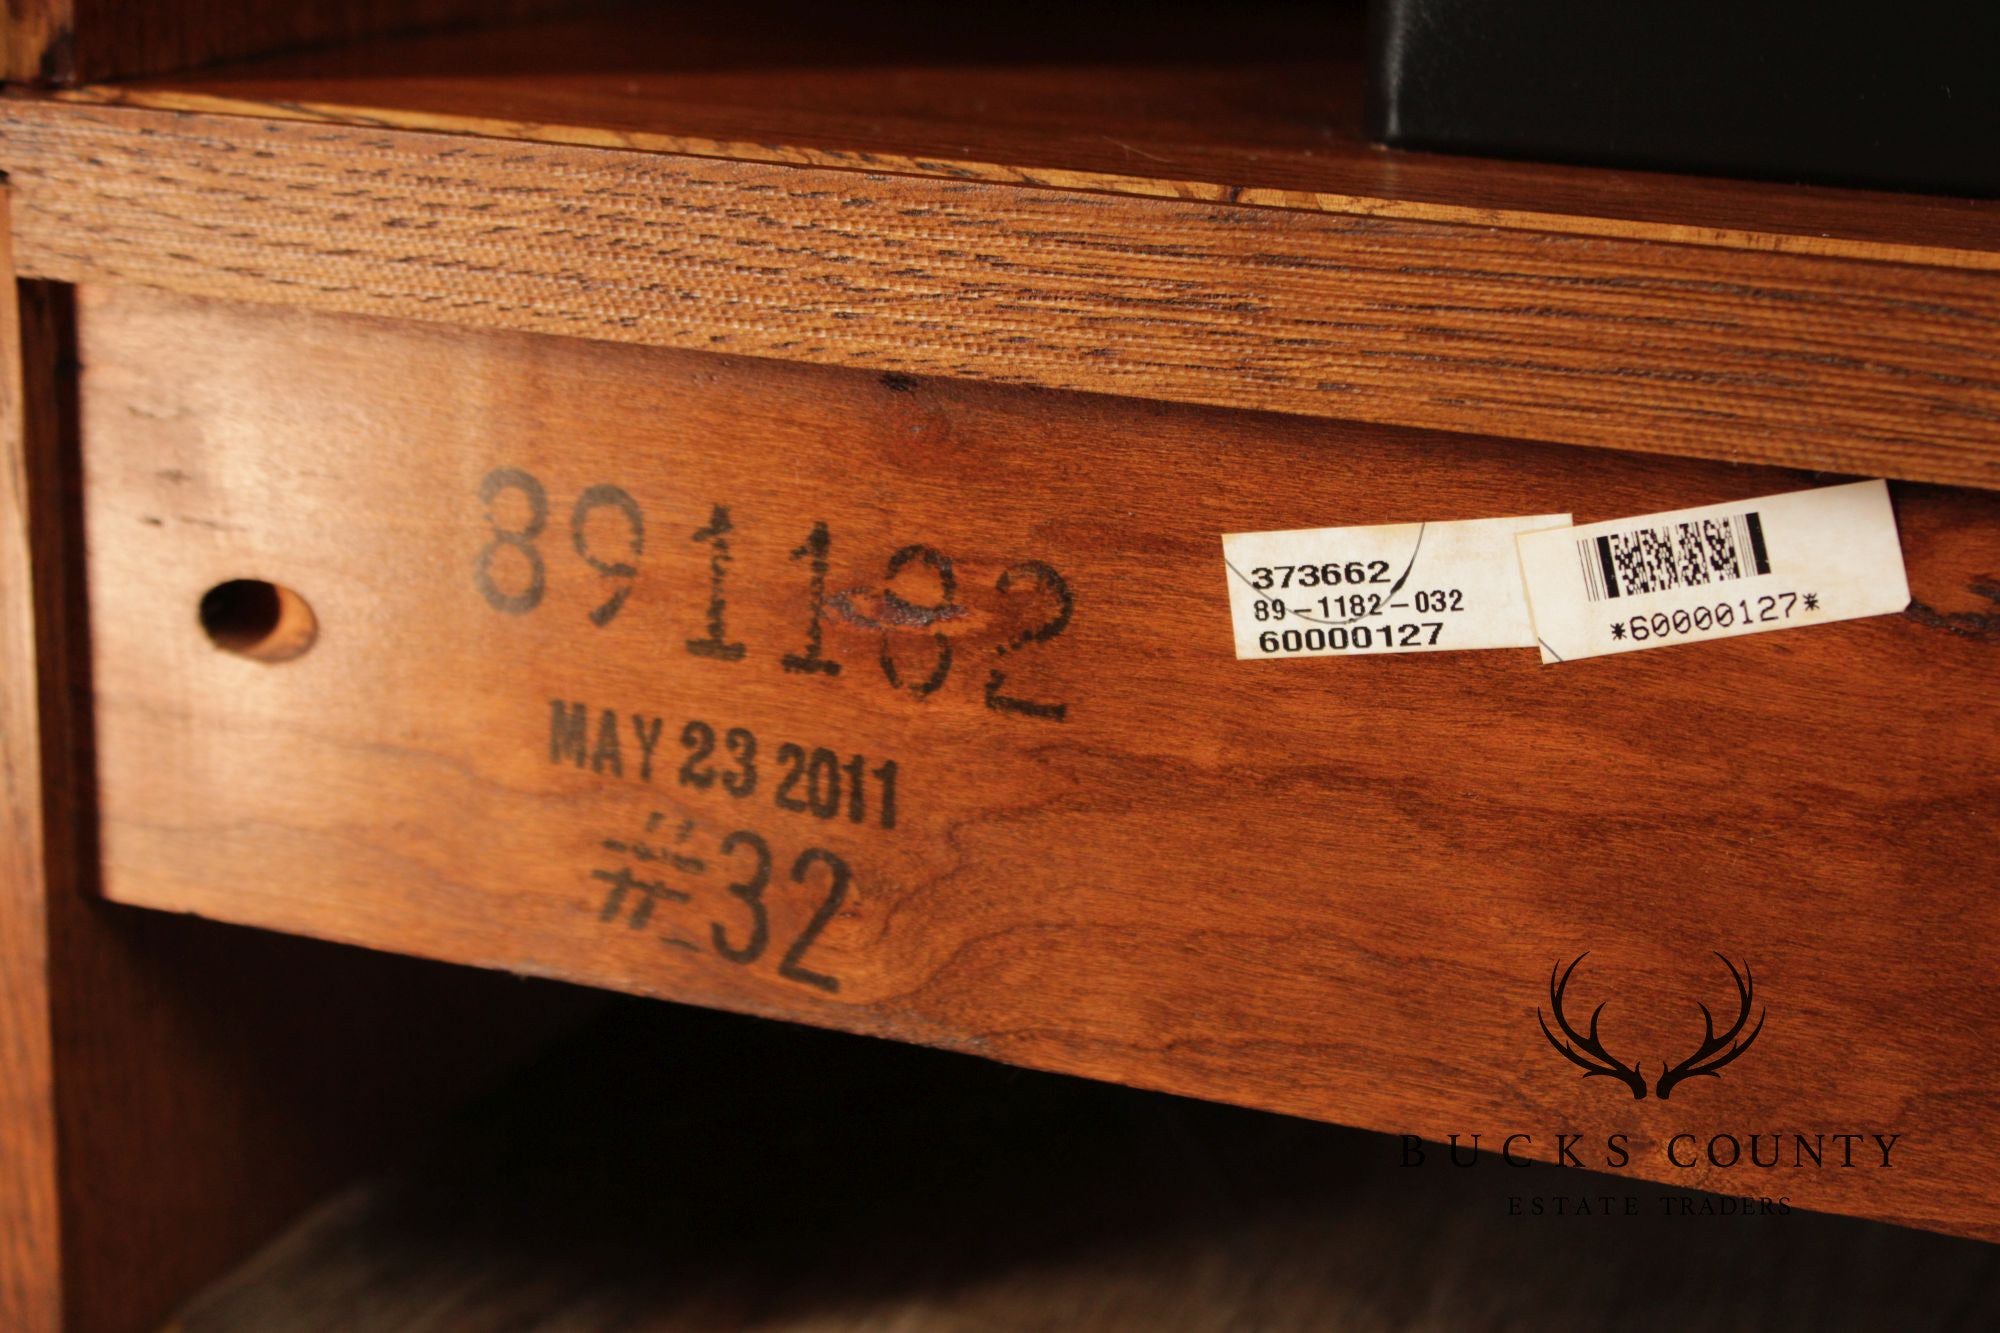 891182
MAY 23 2011
#32
373662
89-1182-032
60000127
*60000127*
BUCKS COUNTY
ESTATE TRADERS